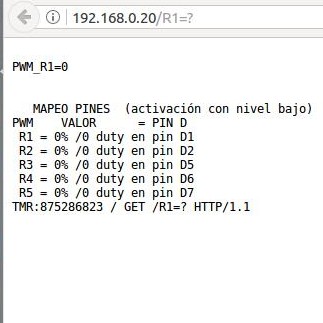 192.168.0.20/R1=?
PWM_R1=0
MAPEO PINES (activación con nivel bajo)
PWM VALOR = PIN D
R1 = 0% /0 duty en pin D1
R2 = 0% /0 duty en pin D2
R3 = 0% /0 duty en pin D5
R4 = 0% /0 duty en pin D6
R5 = 0% /0 duty en pin D7
TMR:875286823 / GET /R1=? HTTP/1.1